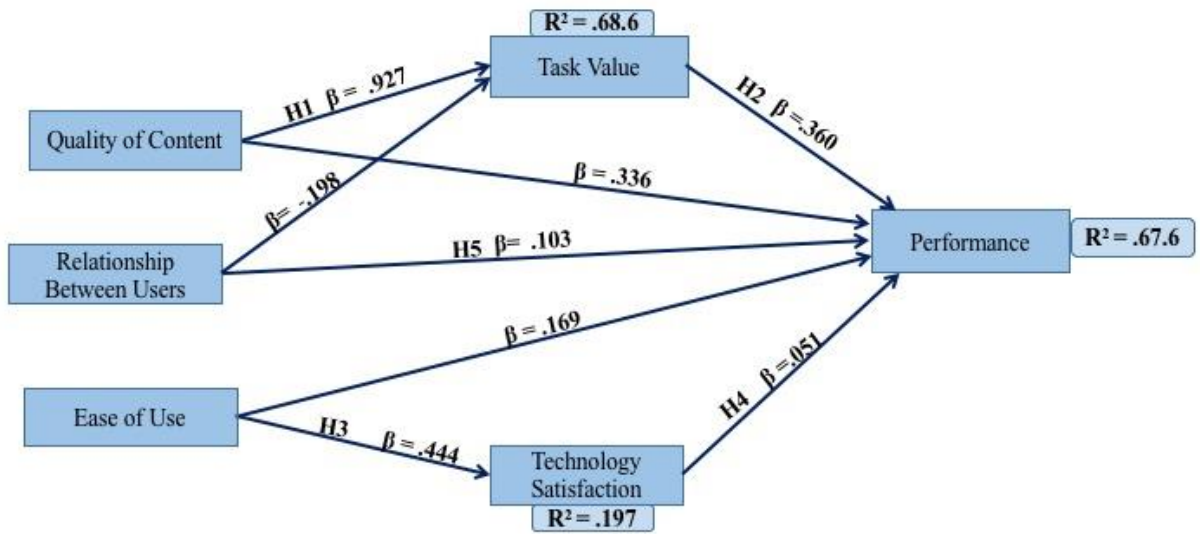 R² = .68.6
Task Value
H1 β = .927
H2 β =.360
Quality of Content
β = .336
β= -.198
H5 β= .103
Performance
R² = .67.6
Relationship
Between Users
β = .169
Ease of Use
H3 β = .444
H4 β =.051
Technology
Satisfaction
R² = .197